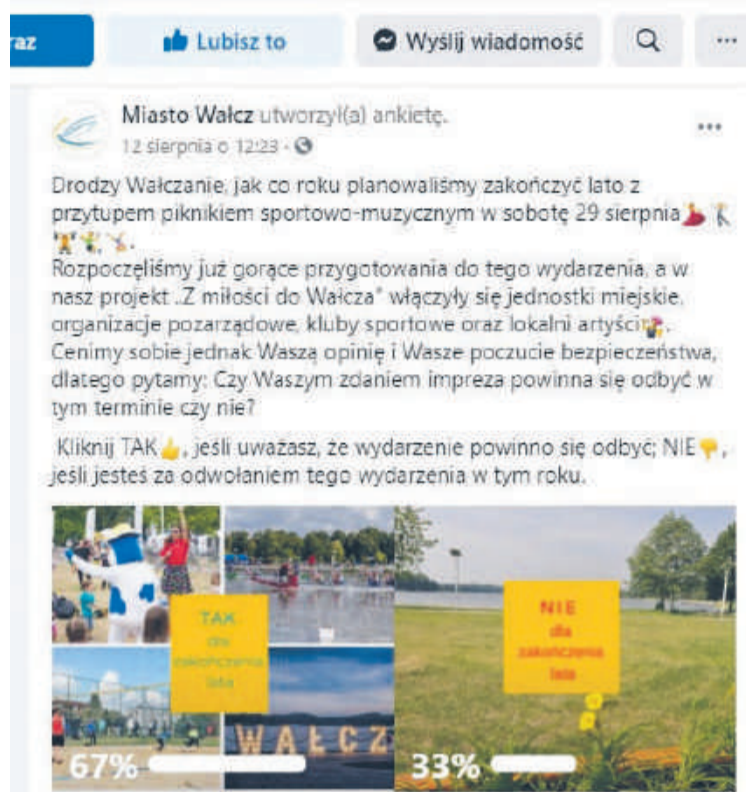 az
Lubisz to
Wyślij wiadomość
Miasto Wałcz utworzył(a) ankietę.
12 sierpnia o 12:23
Drodzy Wałczanie, jak co roku planowaliśmy zakończyć lato z
przytupem piknikiem sportowo-muzycznym w sobotę 29 sierpnia
Rozpoczęliśmy już gorące przygotowania do tego wydarzenia, a w
nasz projekt „Z miłości do Wałcza" włączyły się jednostki miejskie,
organizacje pozarządowe, kluby sportowe oraz lokalni artyści.
Cenimy sobie jednak Waszą opinię i Wasze poczucie bezpieczeństwa,
dlatego pytamy: Czy Waszym zdaniem impreza powinna się odbyć w
tym terminie czy nie?
Kliknij TAK👍, jeśli uważasz, że wydarzenie powinno się odbyć; NIE👎,
jeśli jesteś za odwołaniem tego wydarzenia w tym roku.
TAK
dla
zakończenia
lata
WAŁCZ
67%
NIE
dla
zakończenia
lata
33%